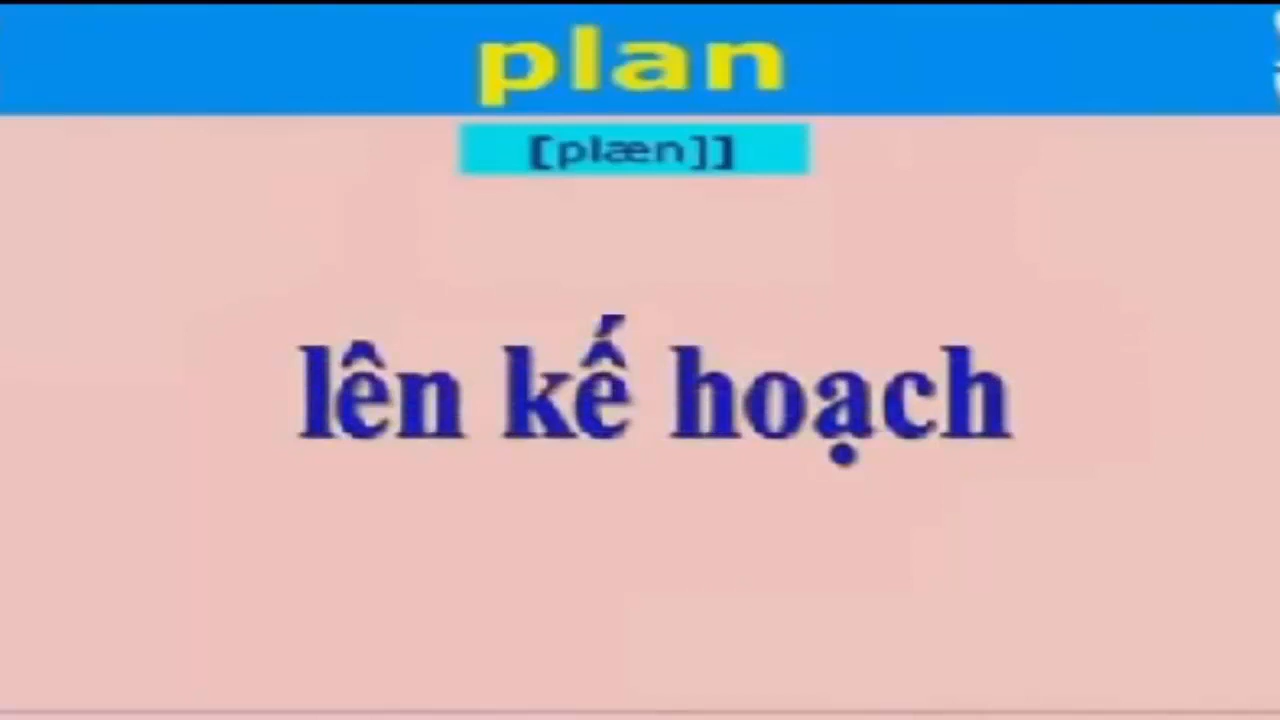 plan
[plæn]]
lên kế hoạch